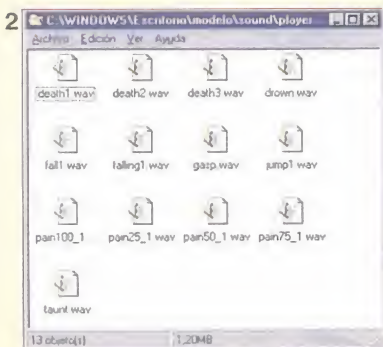 2
C:\WINDOWS\Escritorio\modelo\sound\player
Archivo Edición Ver Ayuda
death1.wav death2.wav death3.wav drown.wav
fall1.wav falling1.wav gasp.wav jump1.wav
pain100_1 pain25_1.wav pain50_1.wav pain75_1.wav
taunt.wav
13 objeto(s) 1,20MB